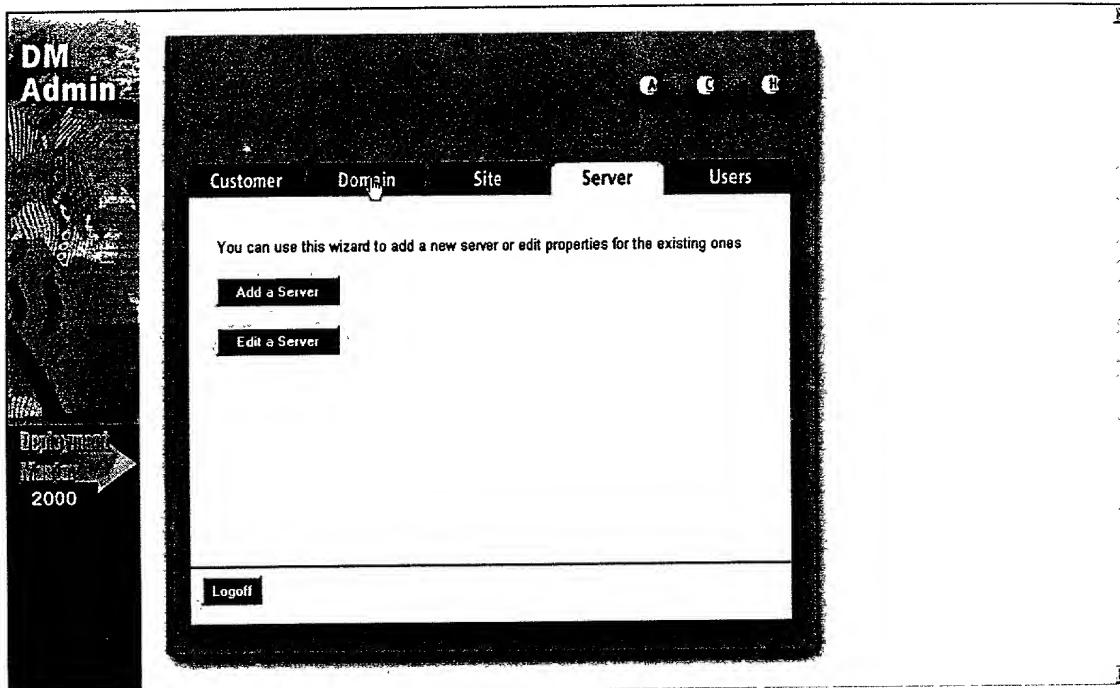 DM
Admin
A C H
Customer Domain Site Server Users
You can use this wizard to add a new server or edit properties for the existing ones
Add a Server
Edit a Server
Deployment
Master
2000
Logoff